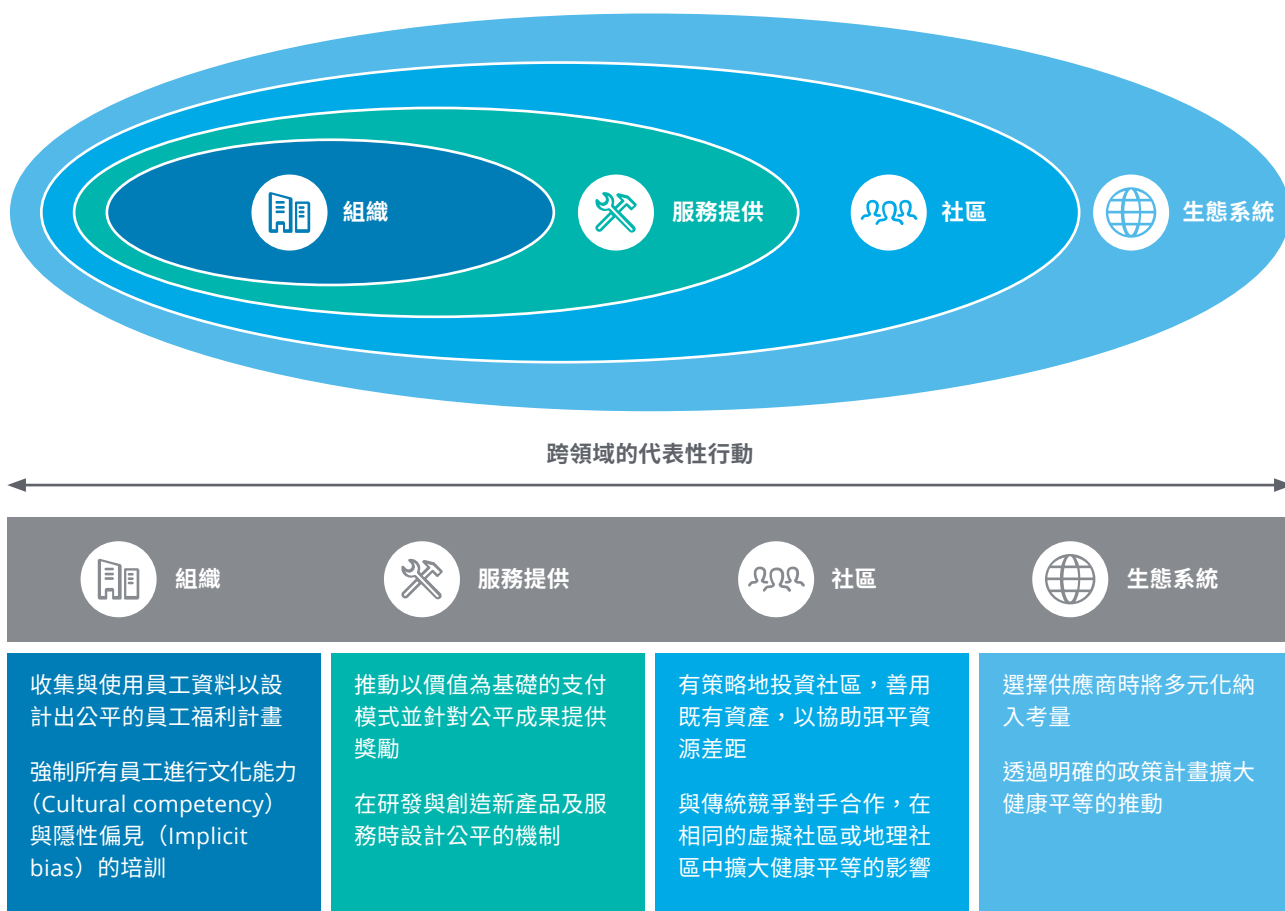 組織
服務提供
社區
生態系統
跨領域的代表性行動
組織
服務提供
社區
生態系統
收集與使用員工資料以設
計出公平的員工福利計畫
強制所有員工進行文化能力
（Cultural competency）
與隱性偏見（Implicit
bias）的培訓
推動以價值為基礎的支付
模式並針對公平成果提供
獎勵
在研發與創造新產品及服
務時設計公平的機制
有策略地投資社區，善用
既有資產，以協助弭平資
源差距
與傳統競爭對手合作，在
相同的虛擬社區或地理社
區中擴大健康平等的影響
選擇供應商時將多元化納
入考量
透過明確的政策計畫擴大
健康平等的推動